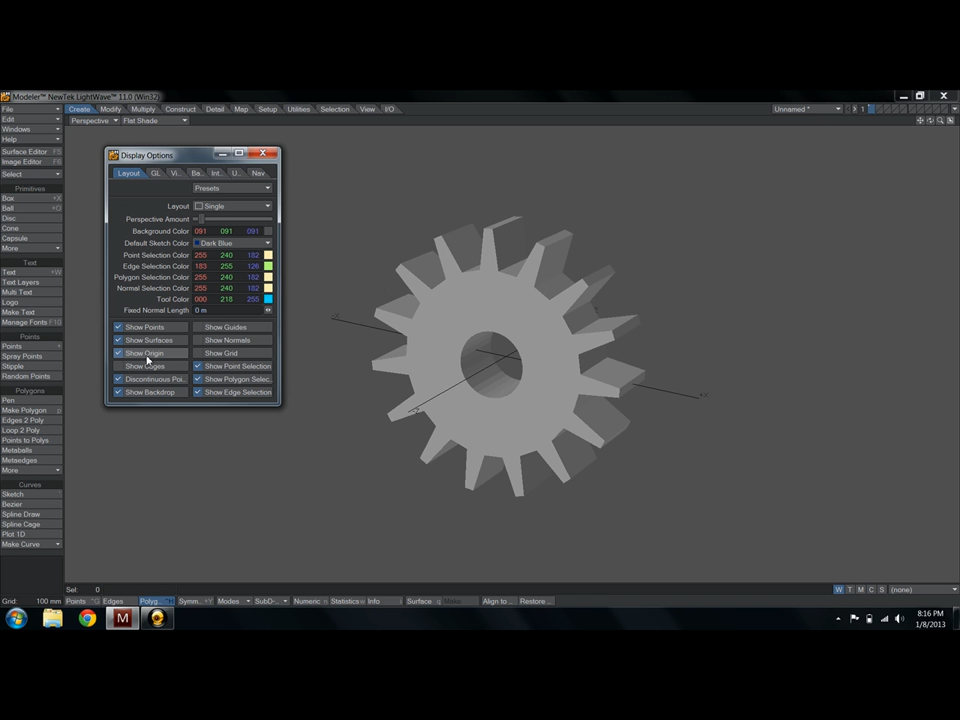 Modeler™ NewTek LightWave™ 11.0 (Win32)
File
Create Modify Multiply Construct Detail Map Setup Utilities Selection View I/O
Unnamed * 1
Edit
Perspective Flat Shade
Windows
Help
Surface Editor F5
Image Editor F6
Select
Primitives
Box +X
Ball +O
Disc
Cone
Capsule
More
Text
Text +W
Text Layers
Multi Text
Logo
Make Text
Manage Fonts F10
Points
Points +
Spray Points
Stipple
Random Points
Polygons
Pen
Make Polygon p
Edges 2 Poly
Loop 2 Poly
Points to Polys
Metaballs
Metaedges
More
Curves
Sketch
Bezier
Spline Draw
Spline Cage
Plot 1D
Make Curve
Display Options
Layout GL Vi... Ba... Int... U... Nav
Presets
Layout Single
Perspective Amount
Background Color 091 091 091
Default Sketch Color Dark Blue
Point Selection Color 255 240 182
Edge Selection Color 183 255 126
Polygon Selection Color 255 240 182
Normal Selection Color 255 240 182
Tool Color 000 218 255
Fixed Normal Length 0 m
Show Points Show Guides
Show Surfaces Show Normals
Show Origin Show Grid
Show Cages Show Point Selection
Discontinuous Poi... Show Polygon Selec...
Show Backdrop Show Edge Selection
+X
Sel: 0
W T M C S (none)
Grid: 100 mm Points ^G Edges Polyg... ^H Symm... +Y Modes SubD-... Numeric n Statistics w Info i Surface q Make Align to ... Restore...
8:16 PM
1/8/2013